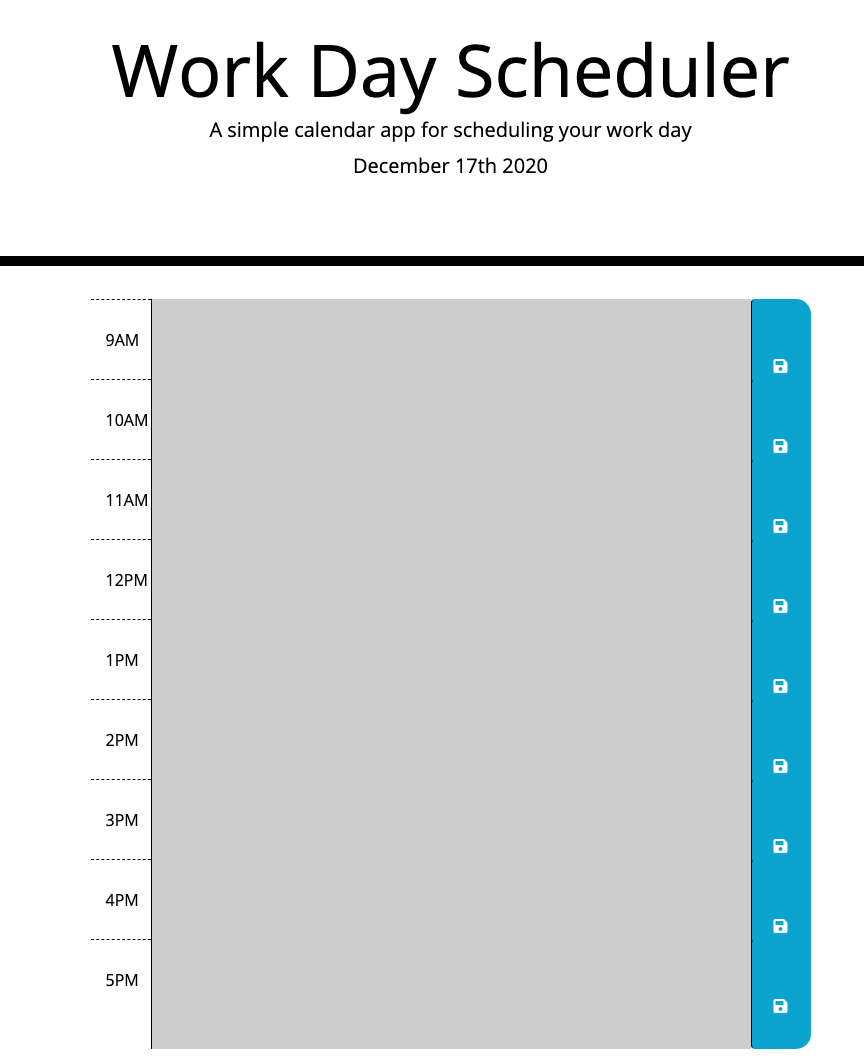 Work Day Scheduler
A simple calendar app for scheduling your work day
December 17th 2020
9AM
10AM
11AM
12PM
1PM
2PM
3PM
4PM
5PM